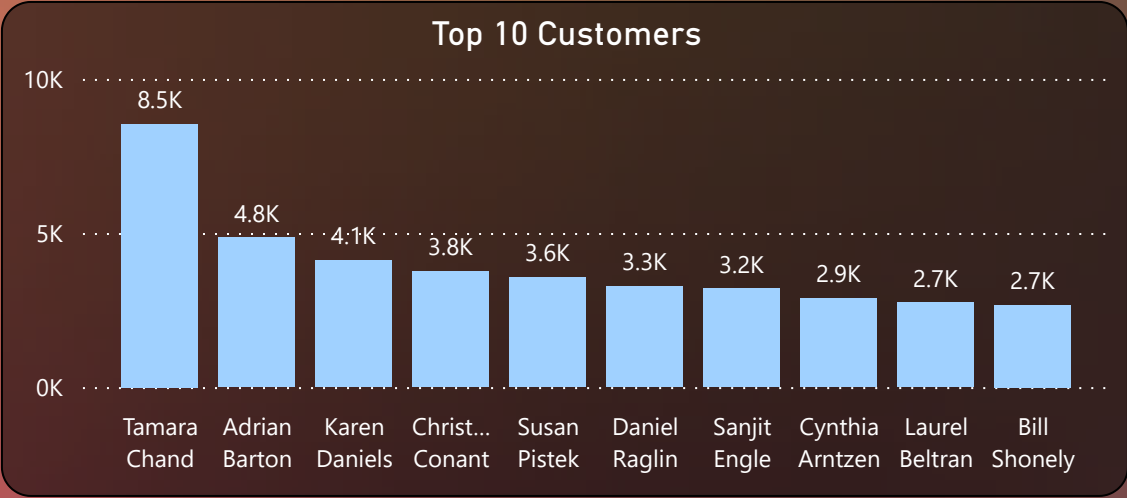 Top 10 Customers
10K
8.5K
4.8K
5K
4.1K
3.8K
3.6K
3.3K
3.2K
2.9K
2.7K
2.7K
0K
Tamara Chand
Adrian Barton
Karen Daniels
Christ... Conant
Susan Pistek
Daniel Raglin
Sanjit Engle
Cynthia Arntzen
Laurel Beltran
Bill Shonely